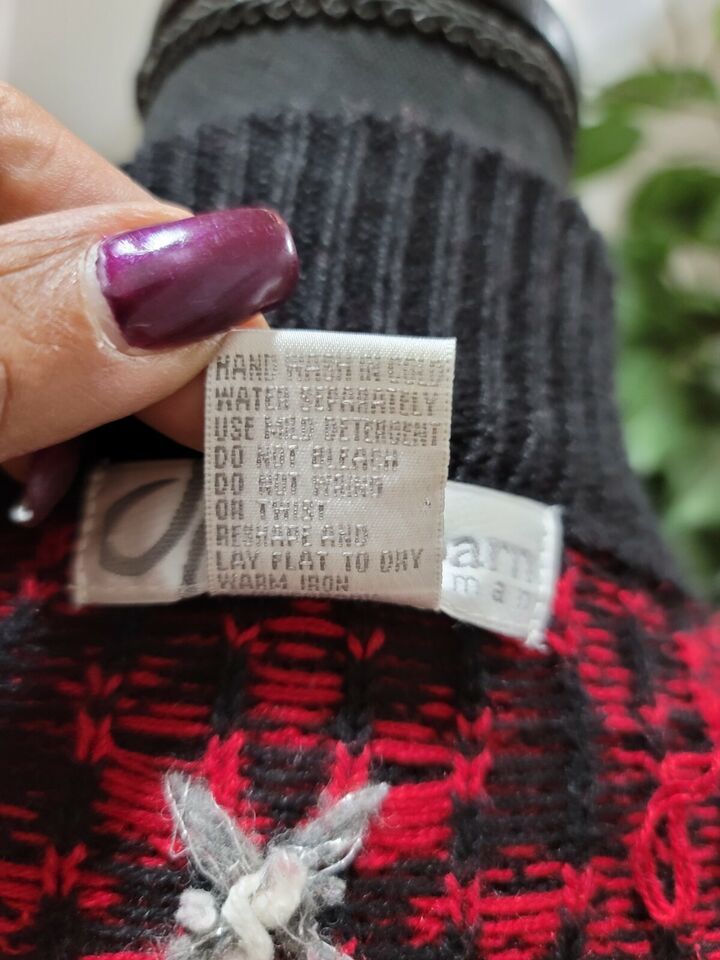 HAND WASH IN COLD
WATER SEPARATELY
USE MILD DETERGENT
DO NOT BLEACH
DO NOT WRING
OR TWIST
RESHAPE AND
LAY FLAT TO DRY
WARM IRON
am